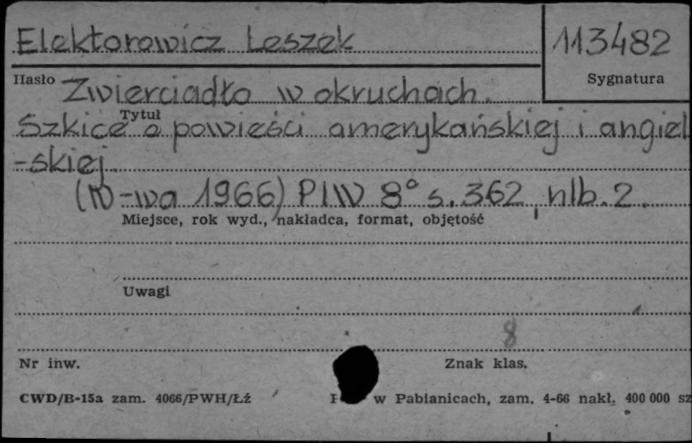 Elektorowicz Leszek
113482
Hasło
Sygnatura
Zwierciadło w okruchach.
Tytuł
Szkice o powieści amerykańskiej i angiel
-skiej
(W-wa 1966) PIW 8° s. 362, nlb. 2.
Miejsce, rok wyd., nakładca, format, objętość
Uwagi
8
Nr inw.
Znak klas.
CWD/B-15a zam. 4066/PWH/Łź w Pabianicach, zam. 4-66 nakł. 400 000 sz